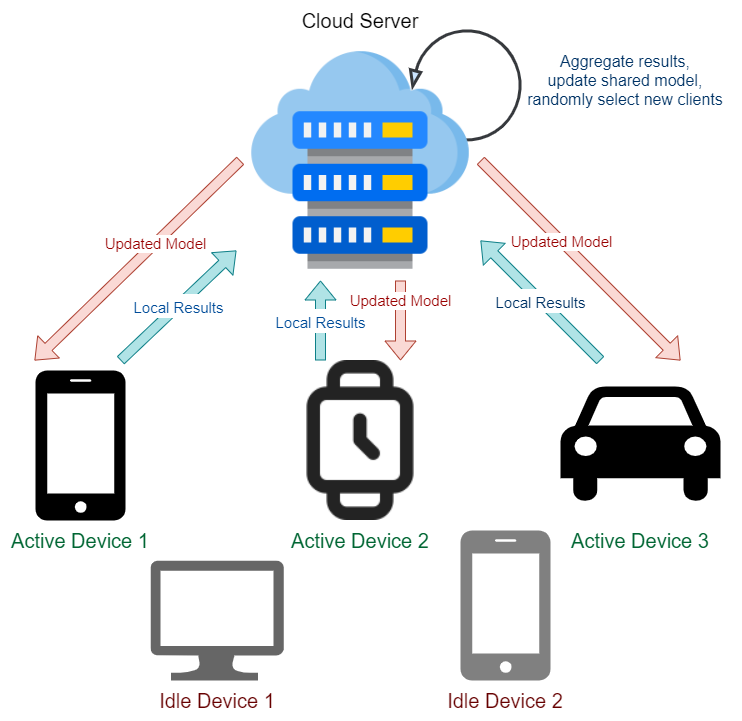 Cloud Server
Aggregate results,
update shared model,
randomly select new clients
Updated Model
Updated Model
Local Results
Updated Model
Local Results
Local Results
Active Device 1
Active Device 2
Active Device 3
Idle Device 1
Idle Device 2